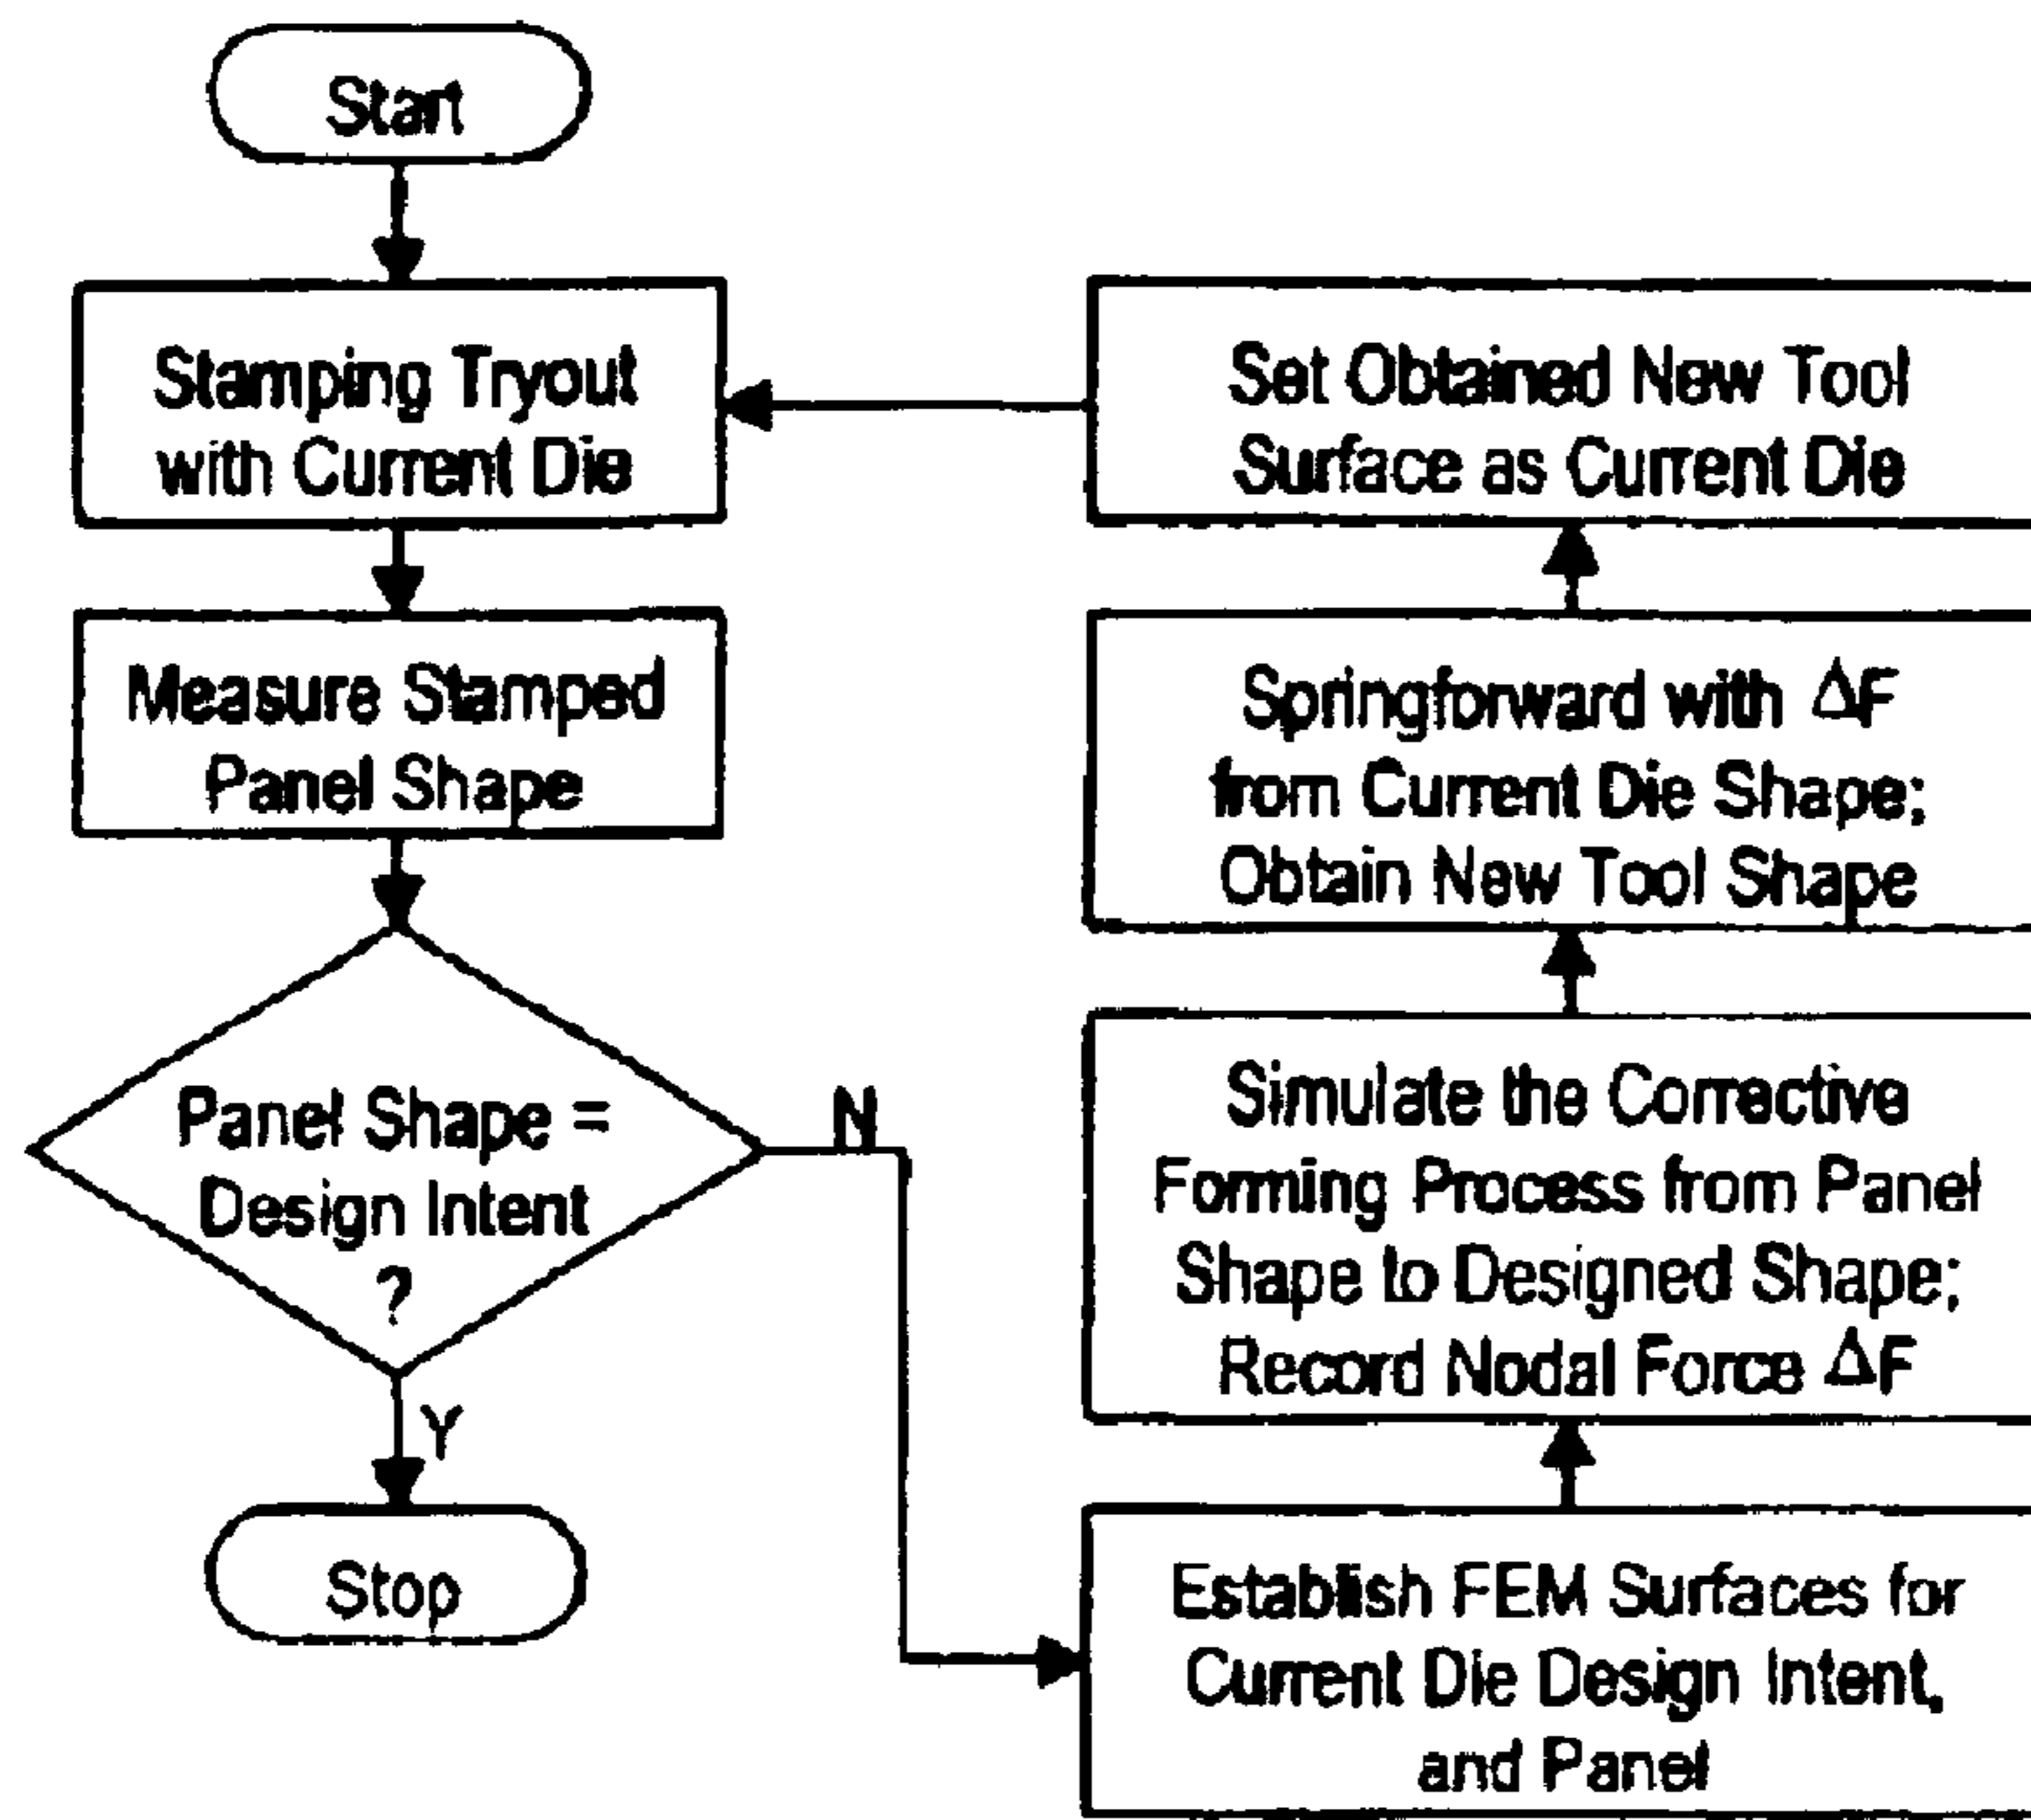 Start
Stamping Tryout
with Current Die
Measure Stamped
Panel Shape
Panel Shape =
Design Intent
?
Y
N
Stop
Establish FEM Surfaces for
Current Die Design Intent,
and Panel
Simulate the Corrective
Forming Process from Panel
Shape to Designed Shape;
Record Nodal Force ΔF
Springforward with ΔF
from Current Die Shape;
Obtain New Tool Shape
Set Obtained New Tool
Surface as Current Die